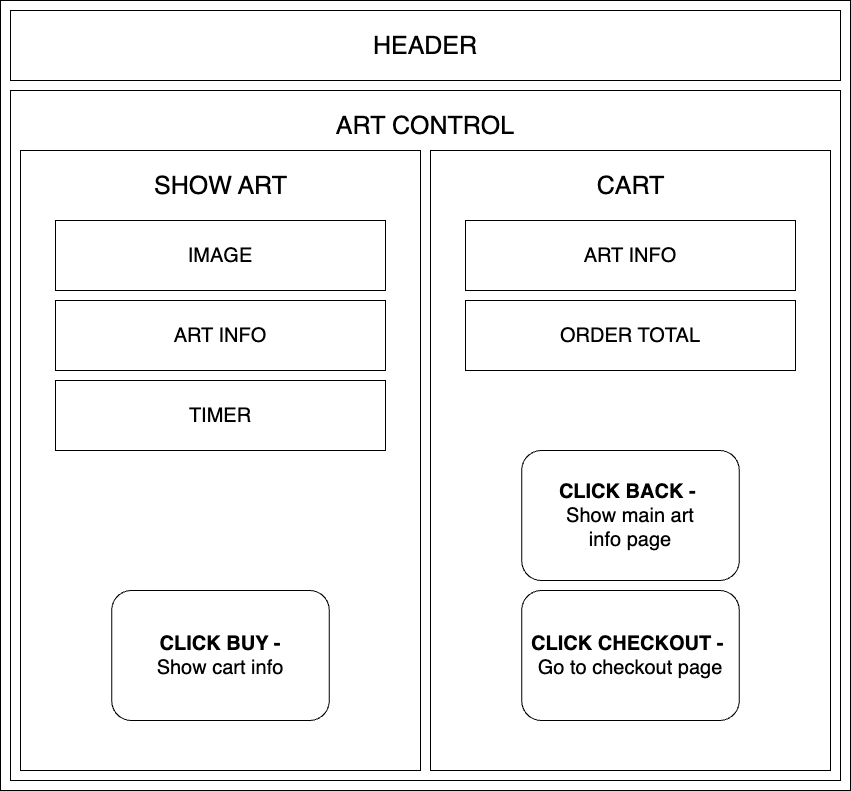 HEADER
ART CONTROL
SHOW ART
IMAGE
ART INFO
TIMER
CLICK BUY -
Show cart info
CART
ART INFO
ORDER TOTAL
CLICK BACK -
Show main art
info page
CLICK CHECKOUT -
Go to checkout page